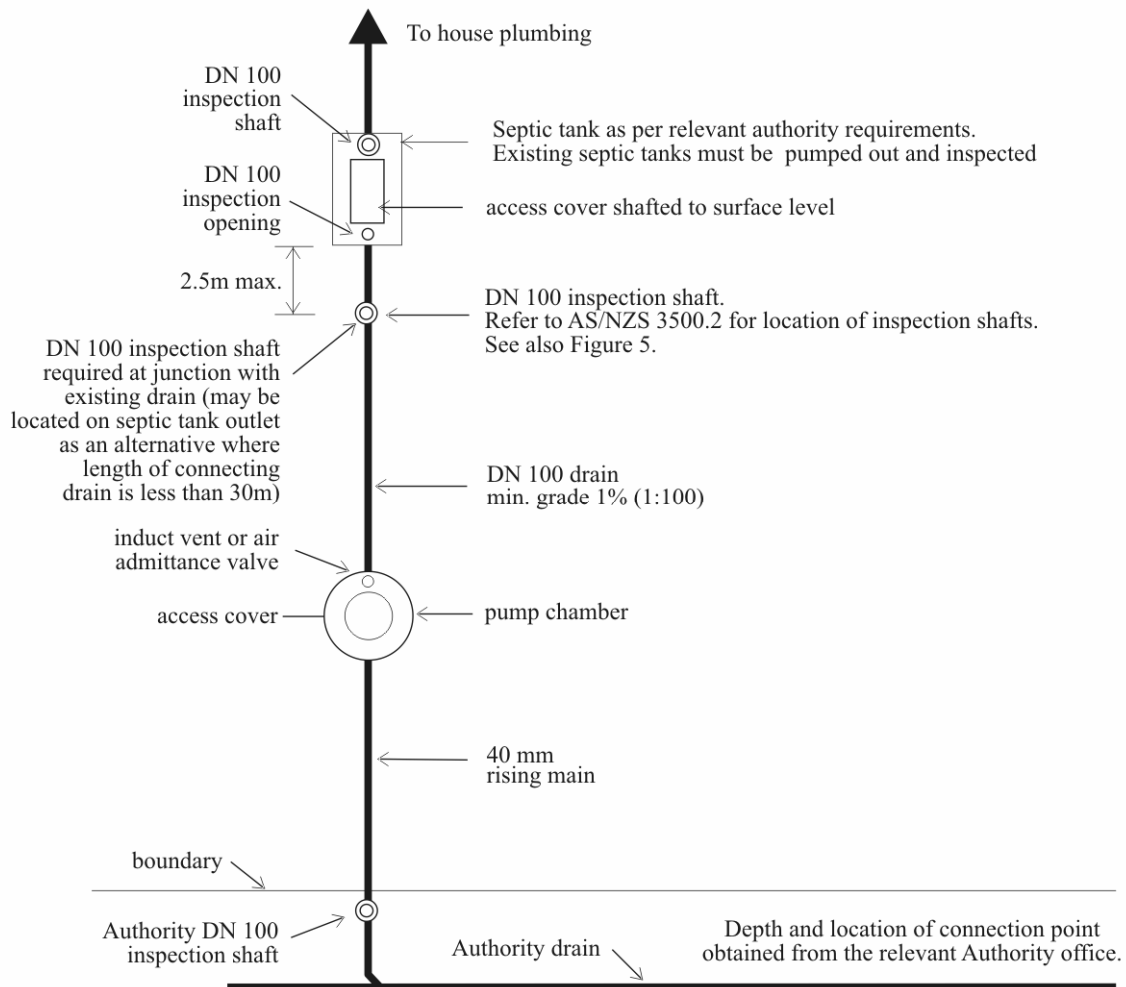 To house plumbing
DN 100
inspection
shaft
Septic tank as per relevant authority requirements.
Existing septic tanks must be pumped out and inspected
DN 100
inspection
opening
access cover shafted to surface level
2.5m max.
DN 100 inspection shaft.
Refer to AS/NZS 3500.2 for location of inspection shafts.
See also Figure 5.
DN 100 inspection shaft
required at junction with
existing drain (may be
located on septic tank outlet
as an alternative where
length of connecting
drain is less than 30m)
DN 100 drain
min. grade 1% (1:100)
induct vent or air
admittance valve
access cover
pump chamber
40 mm
rising main
boundary
Authority DN 100
inspection shaft
Authority drain
Depth and location of connection point
obtained from the relevant Authority office.